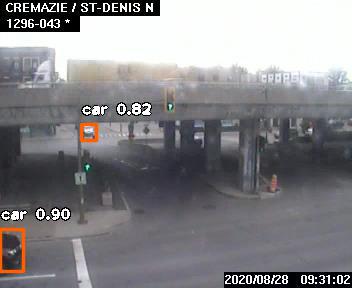 CREMAZIE / ST-DENIS N
1296-043 *
car 0.82
car 0.90
2020/08/28 09:31:02